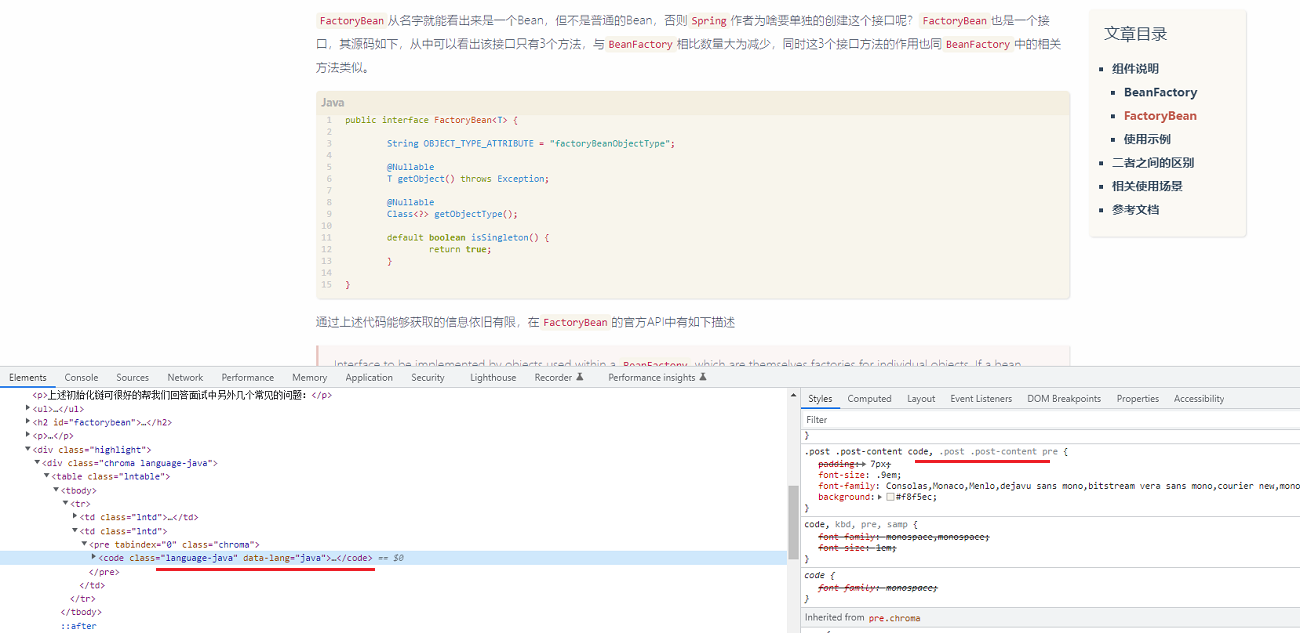 FactoryBean 从名字就能看出来是一个Bean，但不是普通的Bean，否则 Spring 作者为啥要单独的创建这个接口呢？ FactoryBean 也是一个接
口，其源码如下，从中可以看出该接口只有3个方法，与 BeanFactory 相比数量大为减少，同时这3个接口方法的作用也同 BeanFactory 中的相关
方法类似。
Java
1 public interface FactoryBean<T> {
2
3 String OBJECT_TYPE_ATTRIBUTE = "factoryBeanObjectType";
4
5 @Nullable
6 T getObject() throws Exception;
7
8 @Nullable
9 Class<?> getObjectType();
10
11 default boolean isSingleton() {
12 return true;
13 }
14
15 }
通过上述代码能够获取的信息依旧有限，在 FactoryBean 的官方API中有如下描述
Interface to be implemented by objects used within a BeanFactory which are themselves factories for individual objects. If a bean
文章目录
组件说明
BeanFactory
FactoryBean
使用示例
二者之间的区别
相关使用场景
参考文档
Elements Console Sources Network Performance Memory Application Security Lighthouse Recorder Performance insights
<p>上述初始化链可很好的帮我们回答面试中另外几个常见的问题：</p>
<ul>…</ul>
<h2 id="factorybean">…</h2>
<p>…</p>
<div class="highlight">
<div class="chroma language-java">
<table class="lntable">
<tbody>
<tr>
<td class="lntd">…</td>
<td class="lntd">
<pre tabindex="0" class="chroma">
<code class="language-java" data-lang="java">…</code> == $0
</pre>
</td>
</tr>
</tbody>
::after
Styles Computed Layout Event Listeners DOM Breakpoints Properties Accessibility
Filter
}
.post .post-content code, .post .post-content pre {
padding: 7px;
font-size: .9em;
font-family: Consolas,Monaco,Menlo,dejavu sans mono,bitstream vera sans mono,courier new,mono
background: #f8f5ec;
}
code, kbd, pre, samp {
font-family: monospace,monospace;
font-size: 1em;
}
code {
font-family: monospace;
}
Inherited from pre.chroma